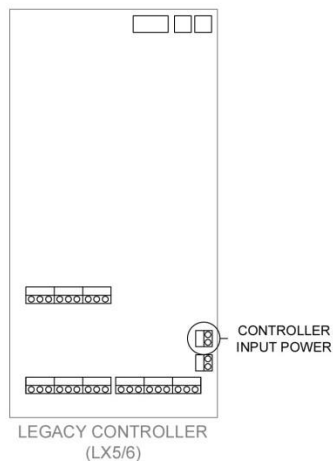 CONTROLLER
INPUT POWER
LEGACY CONTROLLER
(LX5/6)